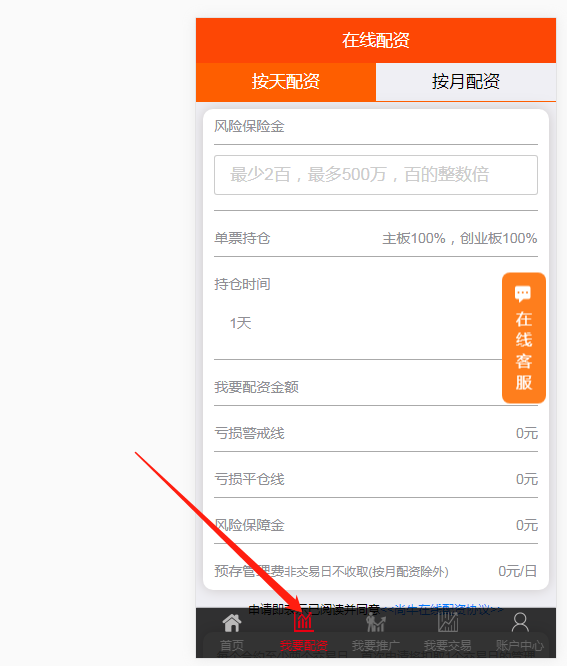 在线配资
按天配资 按月配资
风险保险金
最少2百，最多500万，百的整数倍
单票持仓 主板100%，创业板100%
持仓时间
1天
在线客服
我要配资金额
亏损警戒线 0元
亏损平仓线 0元
风险保障金 0元
预存管理费非交易日不收取(按月配资除外) 0元/日
申请即表示已阅读并同意<<尚牛在线配资协议>>
首页 我要配资 我要推广 我要交易 账户中心